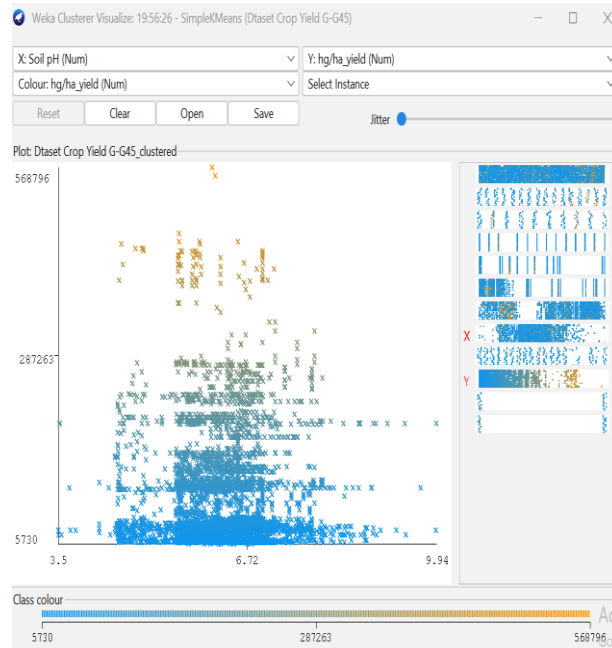 Weka Clusterer Visualize: 19:56:26 - SimpleKMeans (Dtaset Crop Yield G-G45)
X: Soil pH (Num) Y: hg/ha_yield (Num)
Colour: hg/ha_yield (Num) Select Instance
Reset Clear Open Save Jitter
Plot: Dtaset Crop Yield G-G45_clustered
568796
287263
5730
3.5 6.72 9.94
X
Y
Class colour
5730 287263 568796